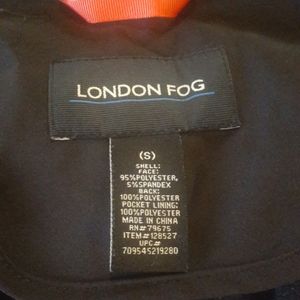 LONDON FOG
(S)
SHELL:
FACE:
95%POLYESTER,
5%SPANDEX
BACK:
100%POLYESTER
POCKET LINING:
100%POLYESTER
MADE IN CHINA
RN#79675
ITEM#128527
UPC#
709545219280